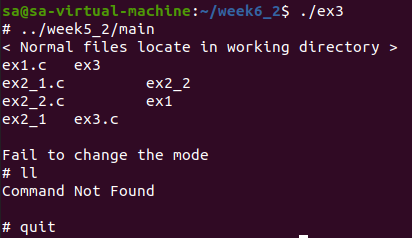 sa@sa-virtual-machine:~/week6_2$ ./ex3
# ../week5_2/main
< Normal files locate in working directory >
ex1.c   ex3
ex2_1.c         ex2_2
ex2_2.c         ex1
ex2_1   ex3.c

Fail to change the mode
# ll
Command Not Found

# quit